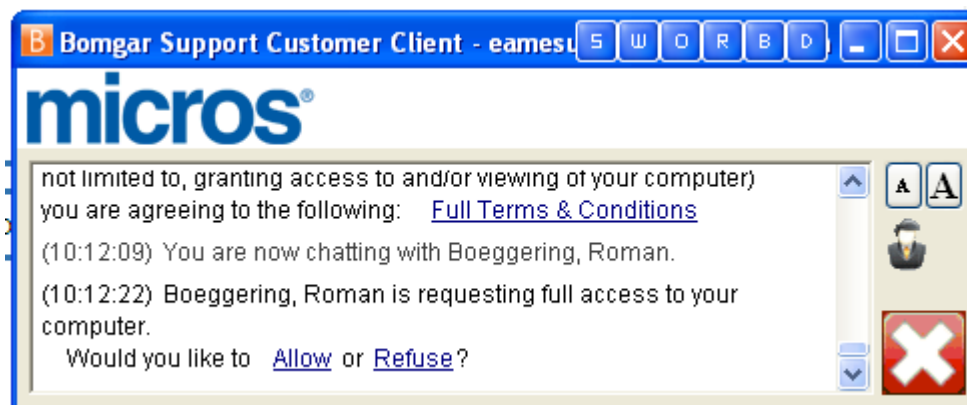 B Bomgar Support Customer Client - eamesu S W O R B D
micros®
not limited to, granting access to and/or viewing of your computer)
you are agreeing to the following: Full Terms & Conditions
A A
(10:12:09) You are now chatting with Boeggering, Roman.
(10:12:22) Boeggering, Roman is requesting full access to your
computer.
Would you like to Allow or Refuse?